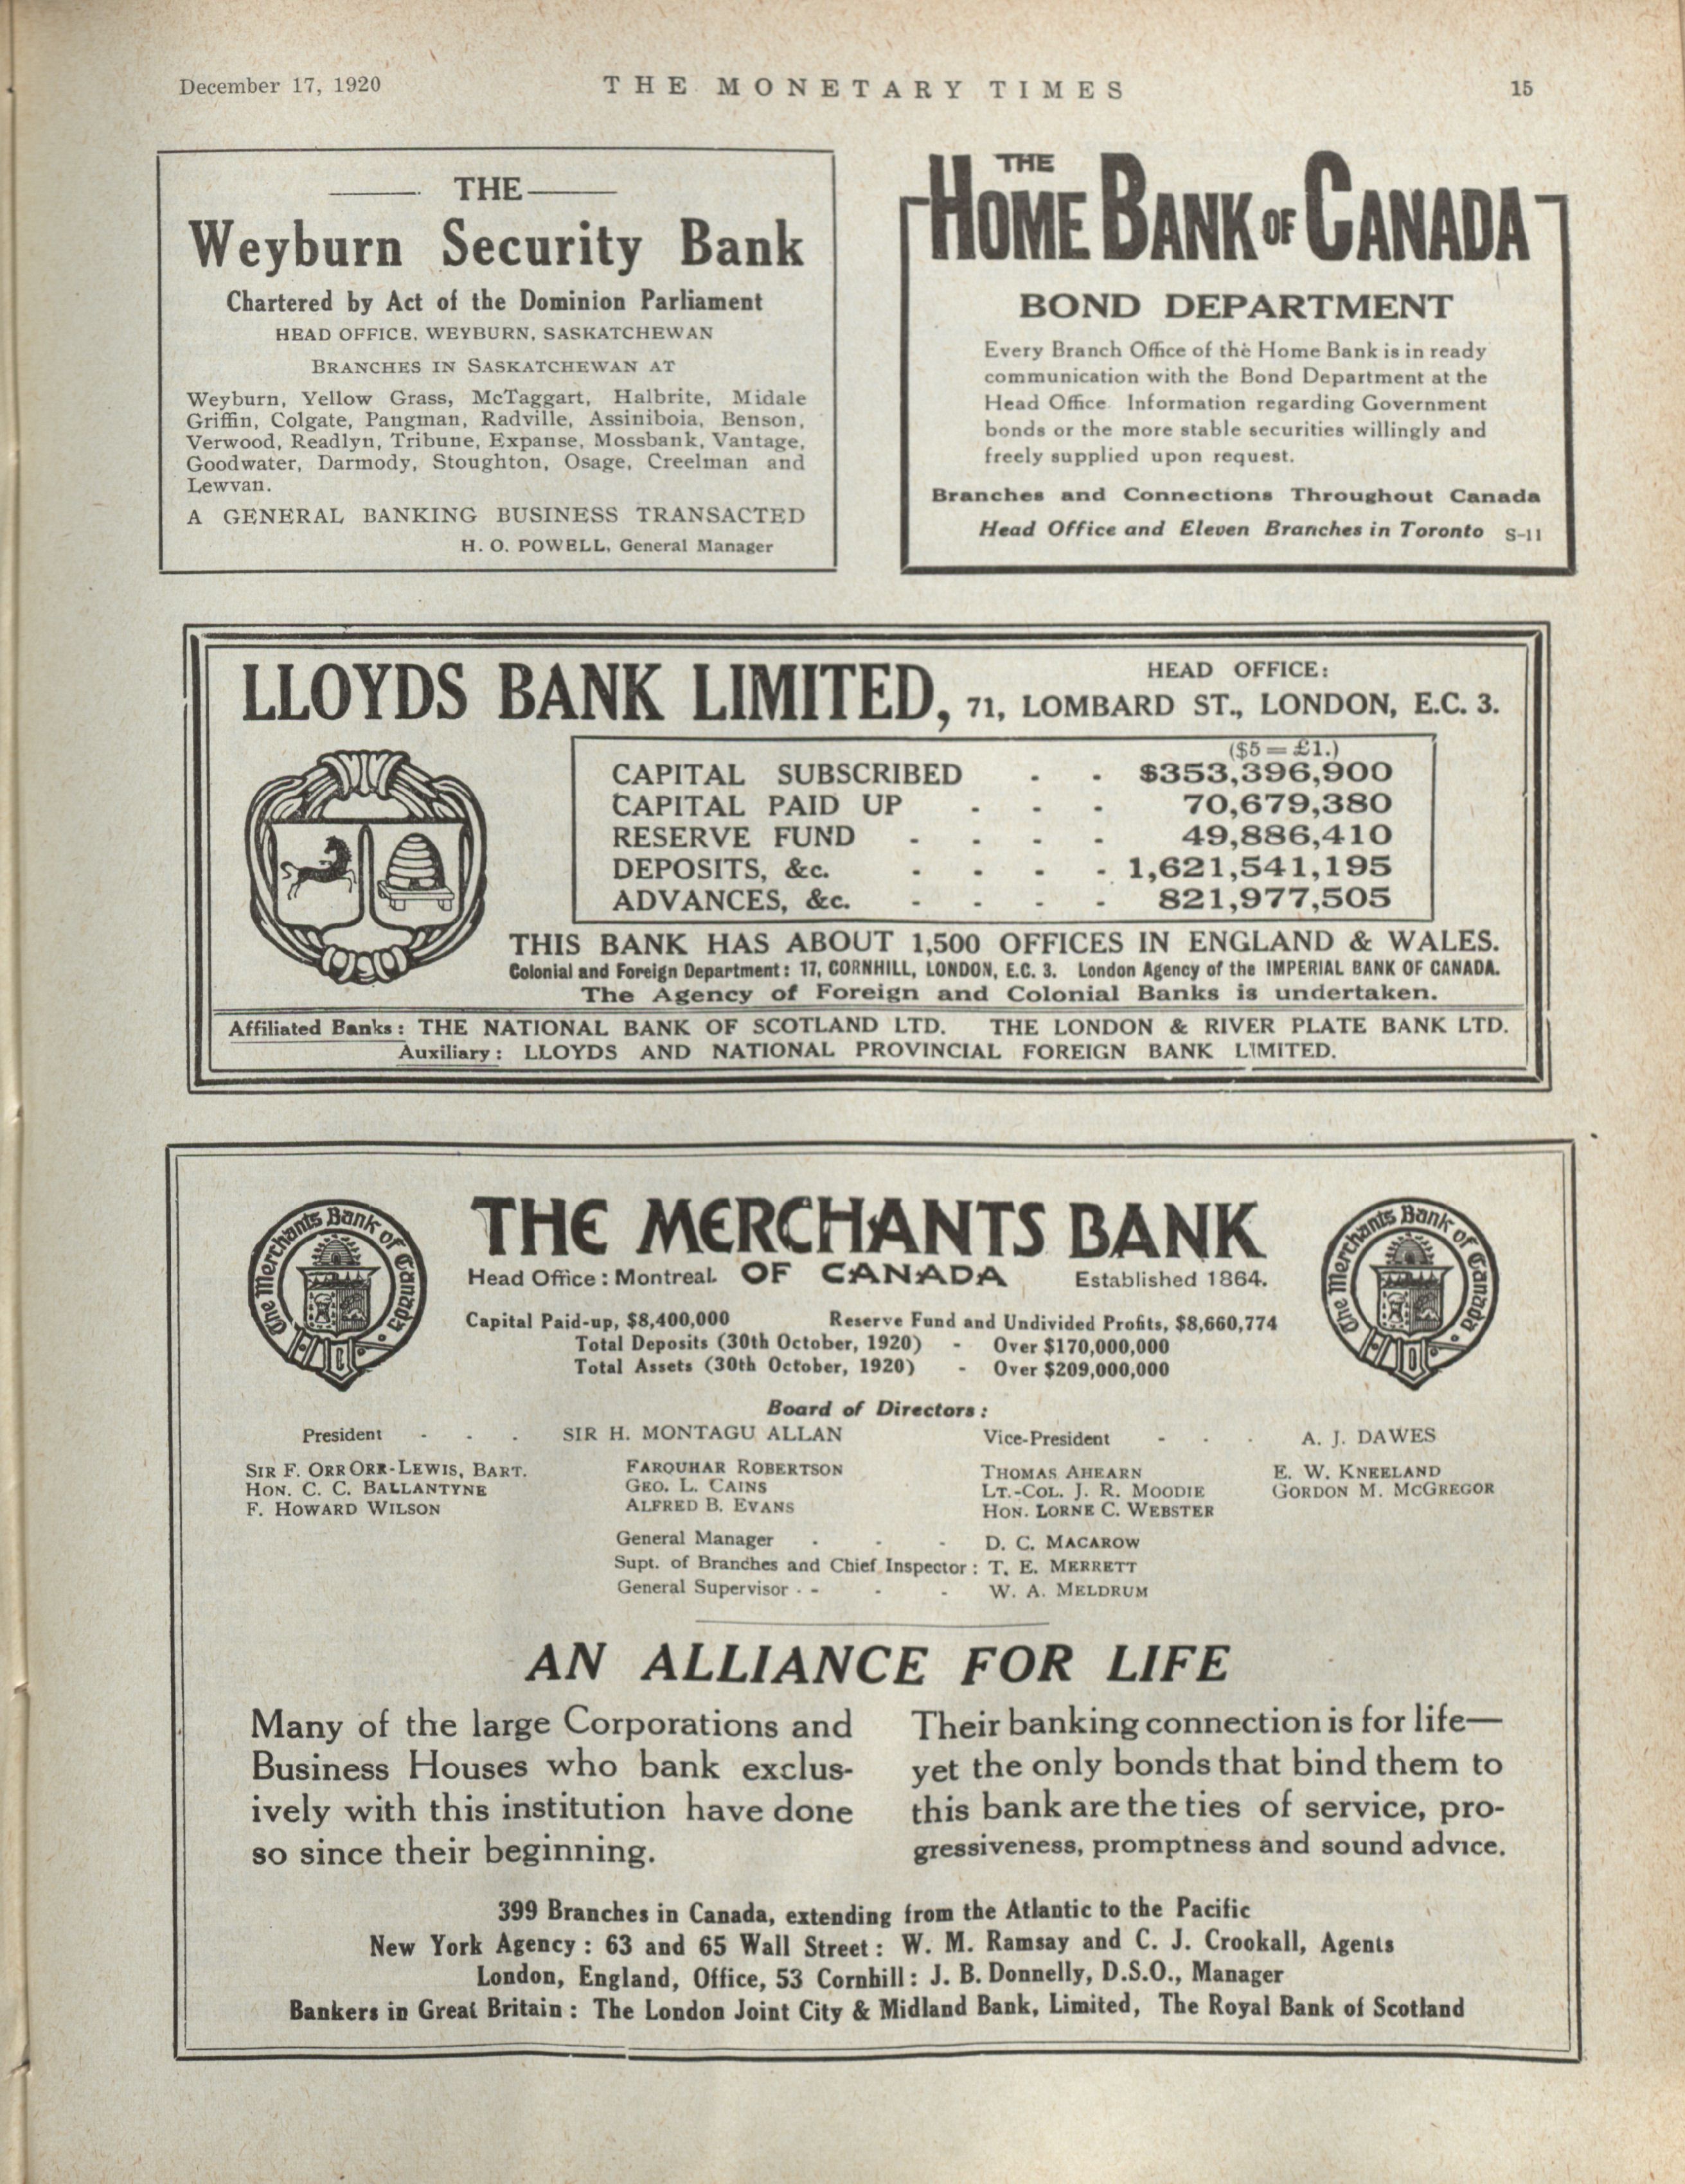 December 17, 1920
THE MONETARY TIMES
15
THE
Weyburn Security Bank
Chartered by Act of the Dominion Parliament
HEAD OFFICE, WEYBURN, SASKATCHEWAN
BRANCHES IN SASKATCHEWAN AT
Weyburn, Yellow Grass, McTaggart, Halbrite, Midale
Griffin, Colgate, Pangman, Radville, Assiniboia, Benson,
Verwood, Readlyn, Tribune, Expanse, Mossbank, Vantage,
Goodwater, Darmody, Stoughton, Osage, Creelman and
Lewvan.
A GENERAL BANKING BUSINESS TRANSACTED
H. O. POWELL, General Manager
THE
HOME BANK OF CANADA
BOND DEPARTMENT
Every Branch Office of the Home Bank is in ready
communication with the Bond Department at the
Head Office. Information regarding Government
bonds or the more stable securities willingly and
freely supplied upon request.
Branches and Connections Throughout Canada
Head Office and Eleven Branches in Toronto S-11
LLOYDS BANK LIMITED,
HEAD OFFICE:
71, LOMBARD ST., LONDON, E.C. 3.
($5 = £1.)
CAPITAL SUBSCRIBED - - $353,396,900
CAPITAL PAID UP - - - 70,679,380
RESERVE FUND - - - - 49,886,410
DEPOSITS, &c. - - - - 1,621,541,195
ADVANCES, &c. - - - - 821,977,505
THIS BANK HAS ABOUT 1,500 OFFICES IN ENGLAND & WALES.
Colonial and Foreign Department: 17, CORNHILL, LONDON, E.C. 3. London Agency of the IMPERIAL BANK OF CANADA.
The Agency of Foreign and Colonial Banks is undertaken.
Affiliated Banks: THE NATIONAL BANK OF SCOTLAND LTD. THE LONDON & RIVER PLATE BANK LTD.
Auxiliary: LLOYDS AND NATIONAL PROVINCIAL FOREIGN BANK LIMITED.
The Merchants Bank of Canada
THE MERCHANTS BANK
The Merchants Bank of Canada
Head Office: Montreal. OF CANADA Established 1864.
Capital Paid-up, $8,400,000 Reserve Fund and Undivided Profits, $8,660,774
Total Deposits (30th October, 1920) - Over $170,000,000
Total Assets (30th October, 1920) - Over $209,000,000
Board of Directors:
President - - - SIR H. MONTAGU ALLAN Vice-President - - - A. J. DAWES
SIR F. ORR ORR-LEWIS, BART. FARQUHAR ROBERTSON THOMAS AHEARN E. W. KNEELAND
HON. C. C. BALLANTYNE GEO. L. CAINS LT.-COL. J. R. MOODIE GORDON M. MCGREGOR
F. HOWARD WILSON ALFRED B. EVANS HON. LORNE C. WEBSTER
General Manager - - - D. C. MACAROW
Supt. of Branches and Chief Inspector: T. E. MERRETT
General Supervisor - - - - W. A. MELDRUM
AN ALLIANCE FOR LIFE
Many of the large Corporations and
Business Houses who bank exclus-
ively with this institution have done
so since their beginning.
Their banking connection is for life—
yet the only bonds that bind them to
this bank are the ties of service, pro-
gressiveness, promptness and sound advice.
399 Branches in Canada, extending from the Atlantic to the Pacific
New York Agency: 63 and 65 Wall Street: W. M. Ramsay and C. J. Crookall, Agents
London, England, Office, 53 Cornhill: J. B. Donnelly, D.S.O., Manager
Bankers in Great Britain: The London Joint City & Midland Bank, Limited, The Royal Bank of Scotland